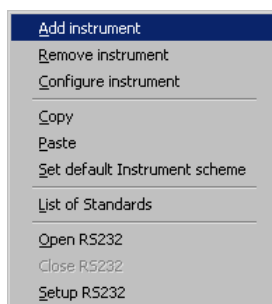 Add instrument
Remove instrument
Configure instrument
Copy
Paste
Set default Instrument scheme
List of Standards
Open RS232
Close RS232
Setup RS232